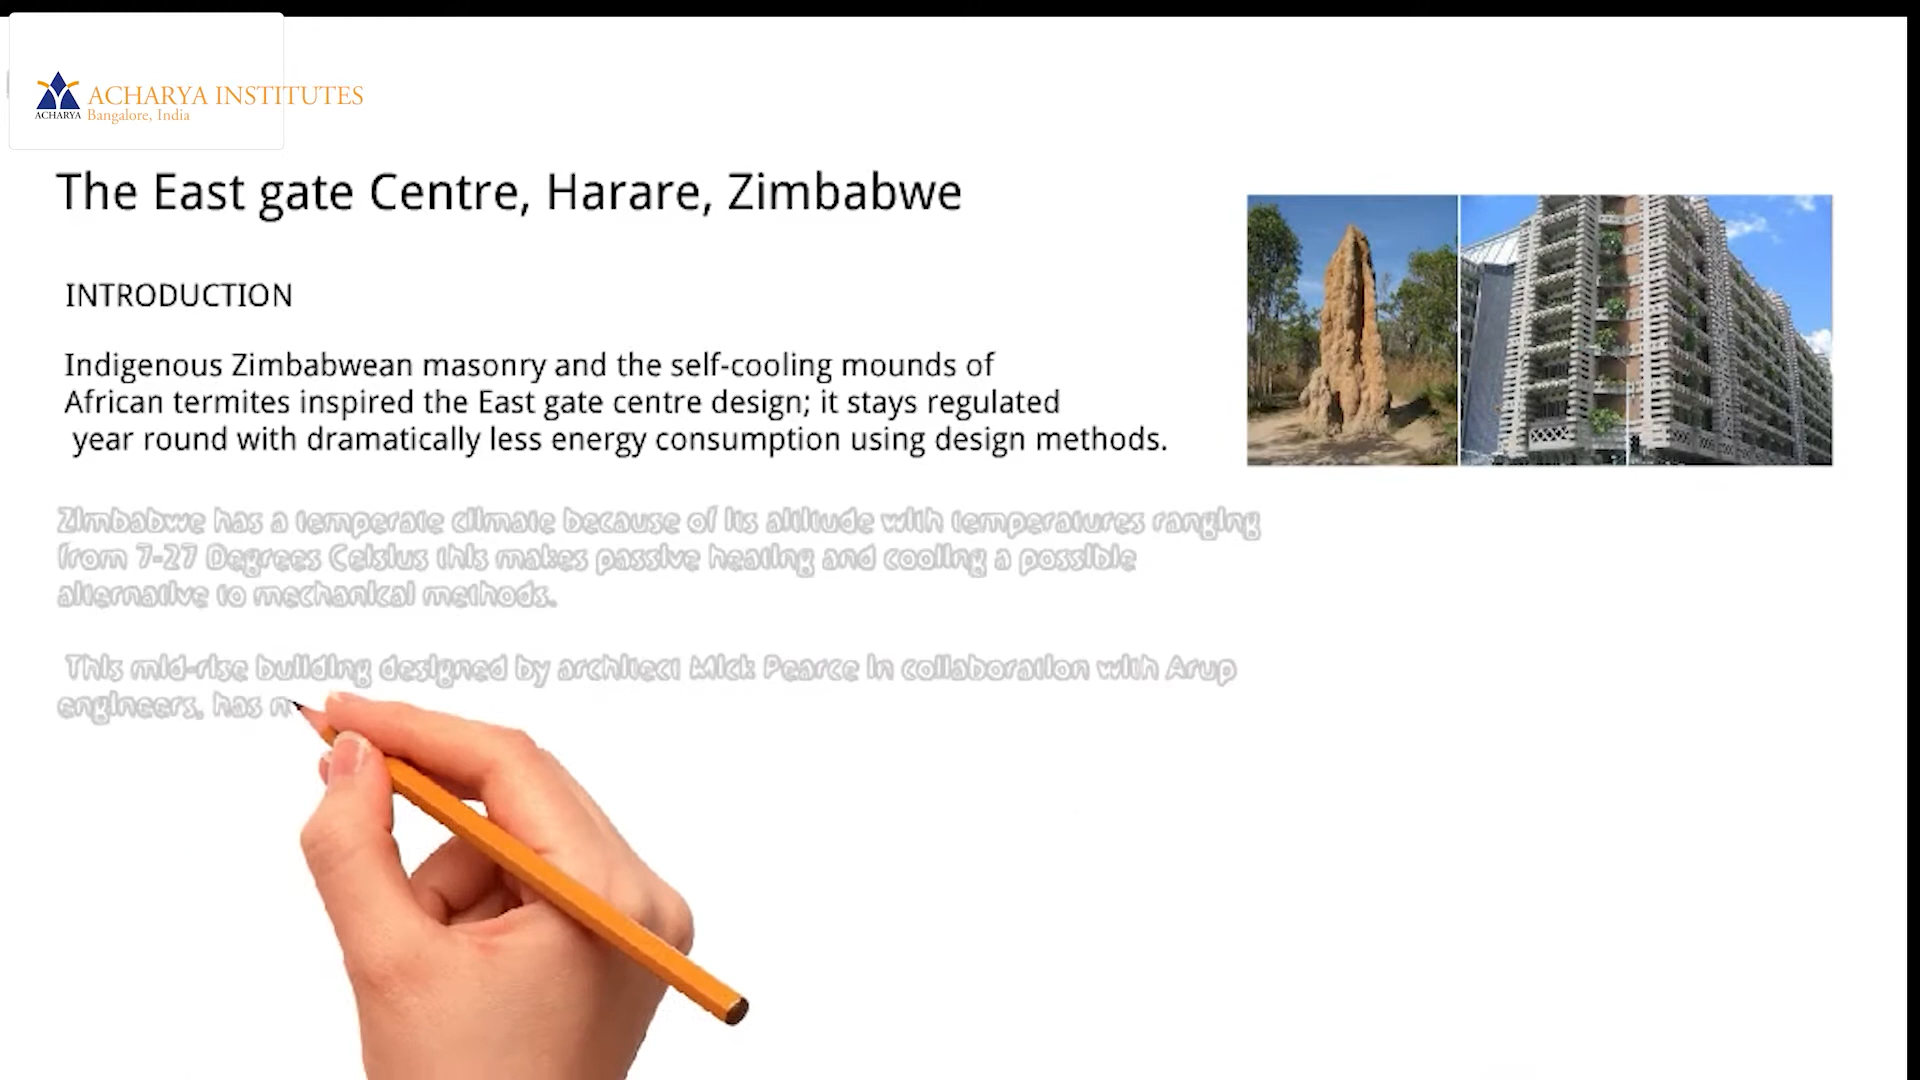 ACHARYA INSTITUTES
ACHARYA Bangalore, India
The East gate Centre, Harare, Zimbabwe
INTRODUCTION
Indigenous Zimbabwean masonry and the self-cooling mounds of
African termites inspired the East gate centre design; it stays regulated
year round with dramatically less energy consumption using design methods.
Zimbabwe has a temperate climate because of its altitude with temperatures ranging
from 7-27 Degrees Celsius this makes passive heating and cooling a possible
alternative to mechanical methods.
This mid-rise building designed by architect Mick Pearce in collaboration with Arup
engineers, has n